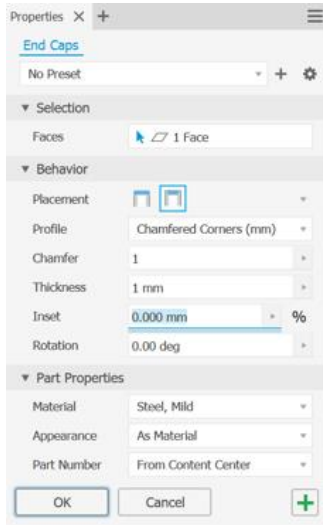 Properties
End Caps
No Preset
Selection
Faces 1 Face
Behavior
Placement
Profile Chamfered Corners (mm)
Chamfer 1
Thickness 1 mm
Inset 0.000 mm %
Rotation 0.00 deg
Part Properties
Material Steel, Mild
Appearance As Material
Part Number From Content Center
OK Cancel